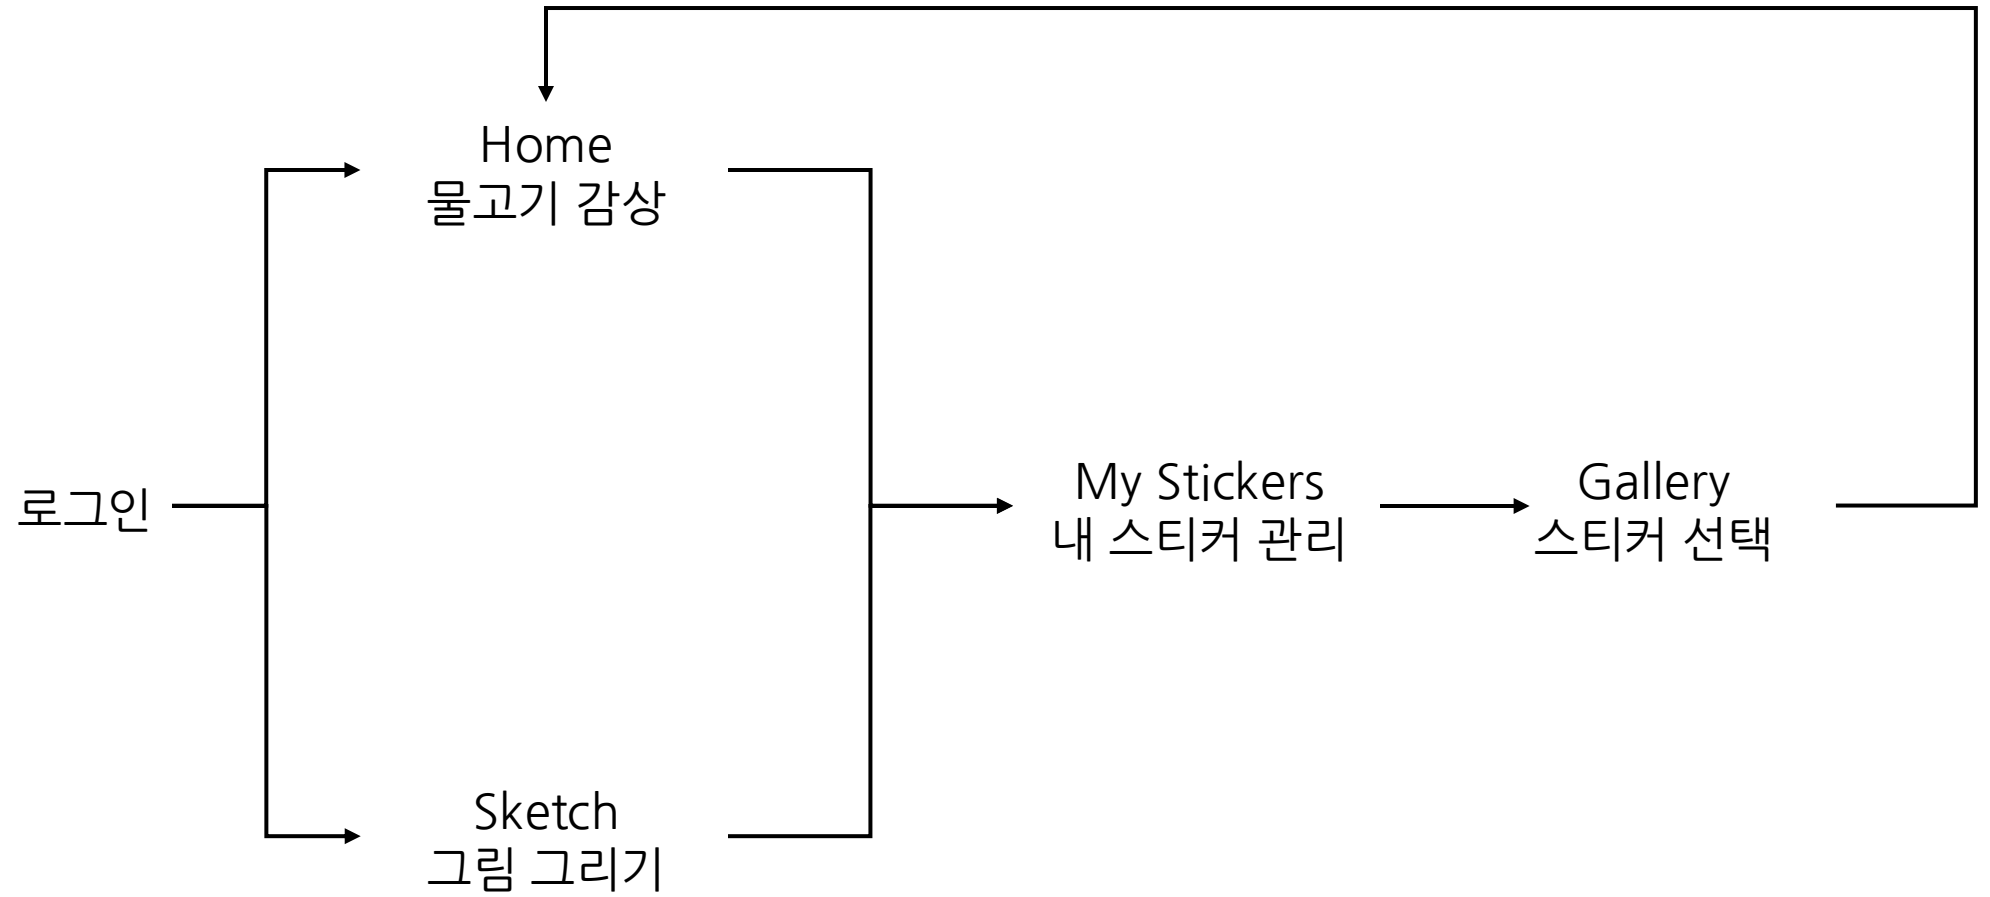 로그인
Home
물고기 감상
Sketch
그림 그리기
My Stickers
내 스티커 관리
Gallery
스티커 선택